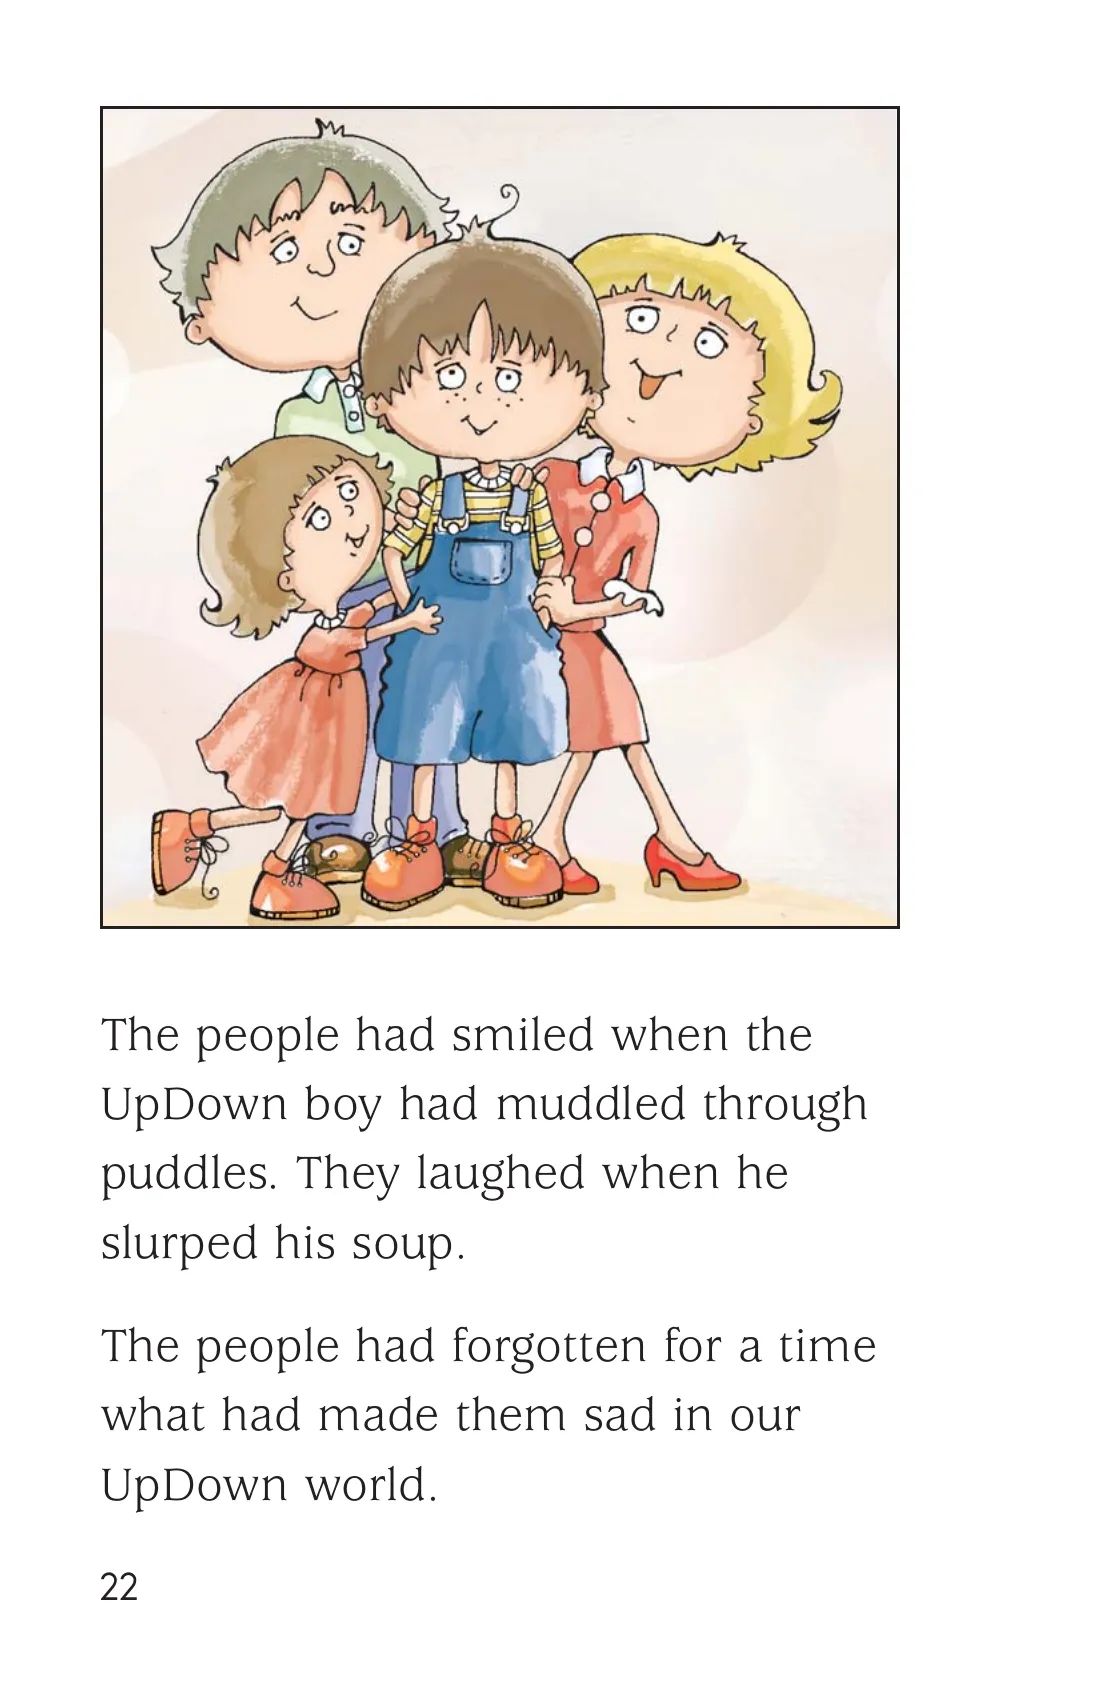 The people had smiled when the
UpDown boy had muddled through
puddles. They laughed when he
slurped his soup.
The people had forgotten for a time
what had made them sad in our
UpDown world.
22